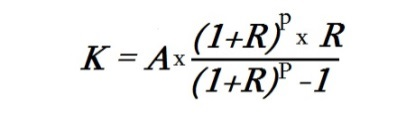 K = A x (1+R)^p x R / (1+R)^p -1